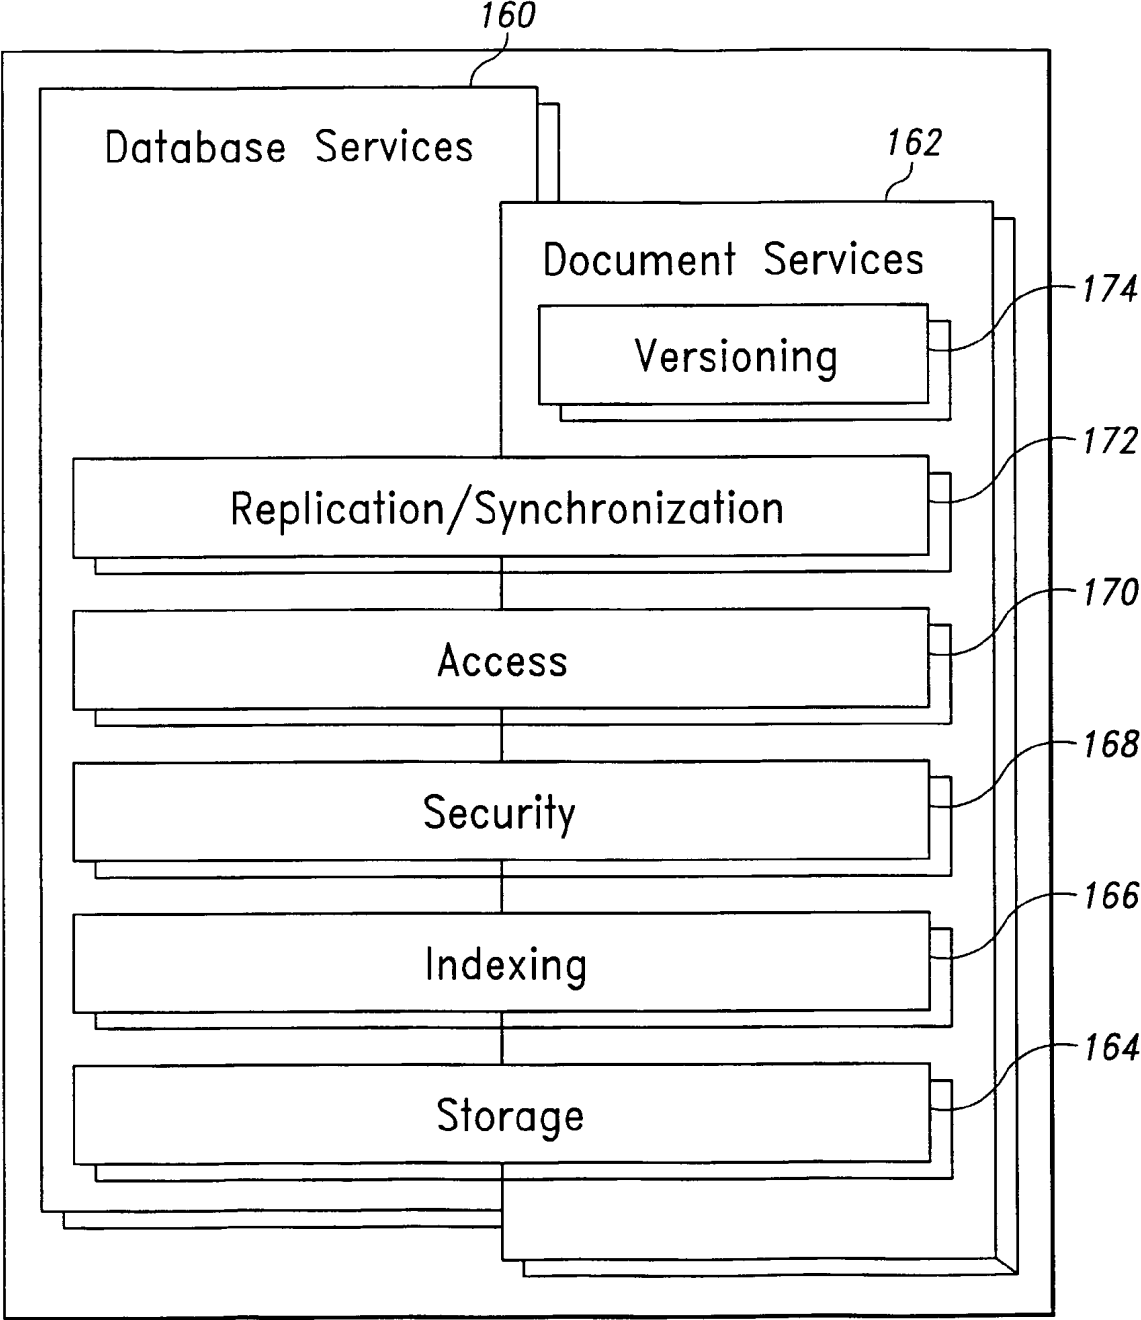 160
Database Services
162
Document Services
174
Versioning
172
Replication/Synchronization
170
Access
168
Security
166
Indexing
164
Storage